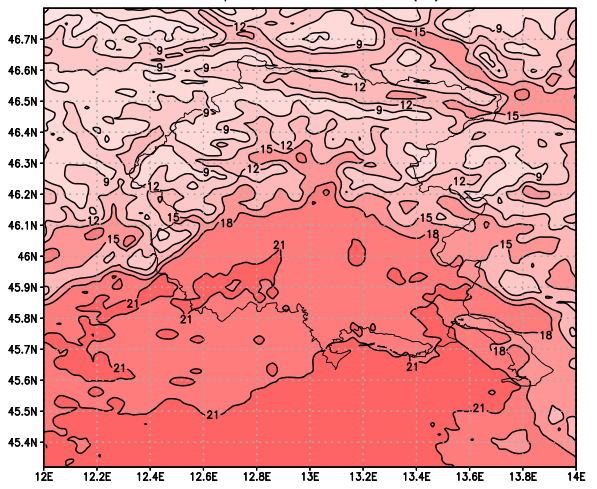 46.7N
46.6N
46.5N
46.4N
46.3N
46.2N
46.1N
46N
45.9N
45.8N
45.7N
45.6N
45.5N
45.4N
12E 12.2E 12.4E 12.6E 12.8E 13E 13.2E 13.4E 13.6E 13.8E 14E
12 15 9
9 9
9 9
12
12
9 9 15
9
15 12
9 12 12 9
12 15 18 15
15 18 15
21
21
21 18
18
21 21
21 21